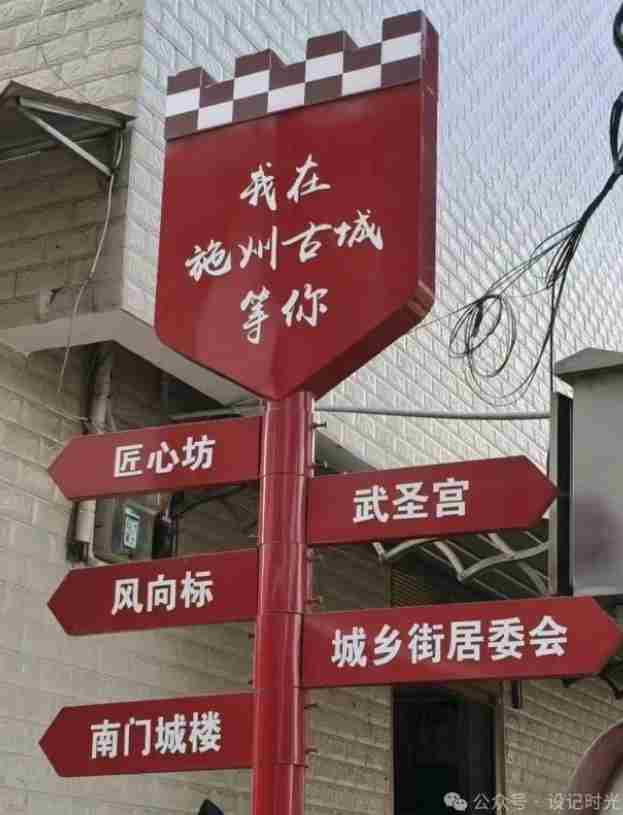 我在
施州古城
等你
匠心坊
武圣宫
风向标
城乡街居委会
南门城楼
公众号 · 设记时光